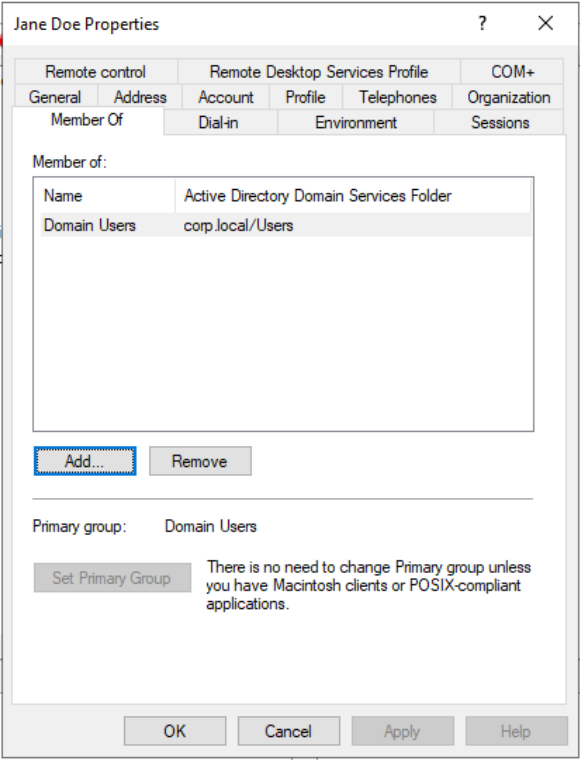 Jane Doe Properties ? ×
Remote control Remote Desktop Services Profile COM+
General Address Account Profile Telephones Organization
Member Of Dial-in Environment Sessions
Member of:
Name Active Directory Domain Services Folder
Domain Users corp.local/Users
Add... Remove
Primary group: Domain Users
Set Primary Group
There is no need to change Primary group unless
you have Macintosh clients or POSIX-compliant
applications.
OK Cancel Apply Help